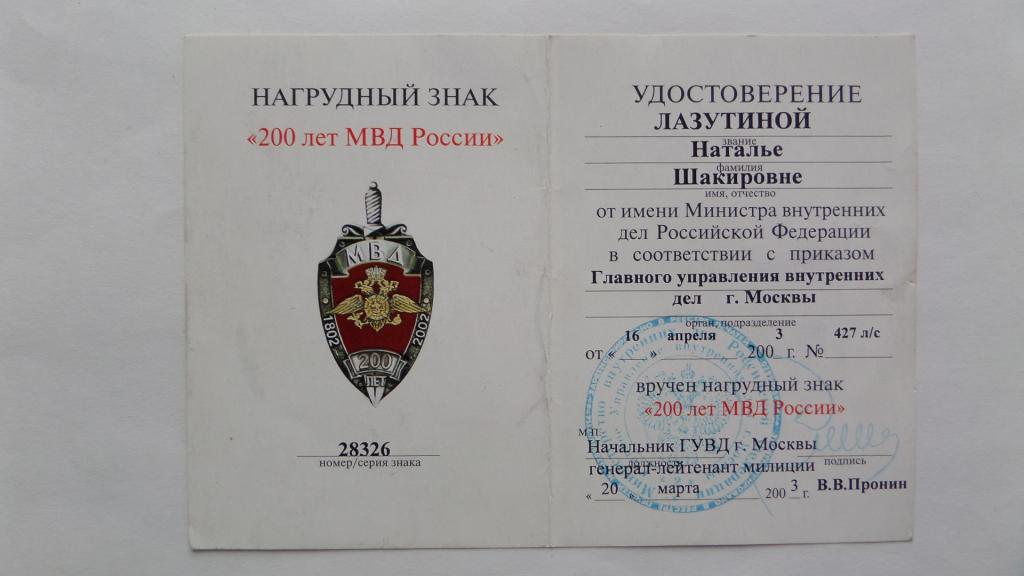 НАГРУДНЫЙ ЗНАК
«200 лет МВД России»
МВД
1802
2002
200
ЛЕТ
28326
номер/серия знака
УДОСТОВЕРЕНИЕ
ЛАЗУТИНОЙ
звание
Наталье
фамилия
Шакировне
имя, отчество
от имени Министра внутренних
дел Российской Федерации
в соответствии с приказом
Главного управления внутренних
дел г. Москвы
орган, подразделение
от « 16 » апреля 200 3 г. № 427 л/с
вручен нагрудный знак
«200 лет МВД России»
М.П.
Начальник ГУВД г. Москвы
должность
подпись
генерал-лейтенант милиции
« 20 марта 200 3 г. В.В.Пронин